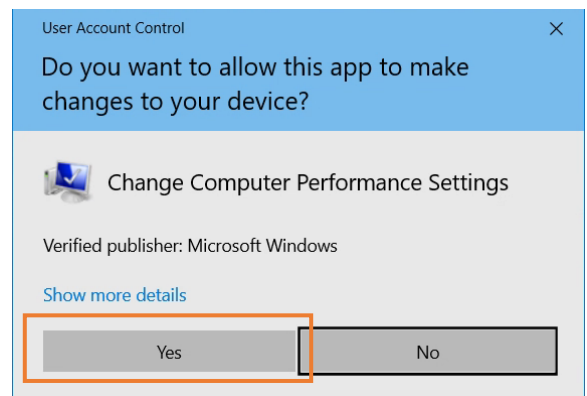 User Account Control
Do you want to allow this app to make
changes to your device?
Change Computer Performance Settings
Verified publisher: Microsoft Windows
Show more details
Yes
No